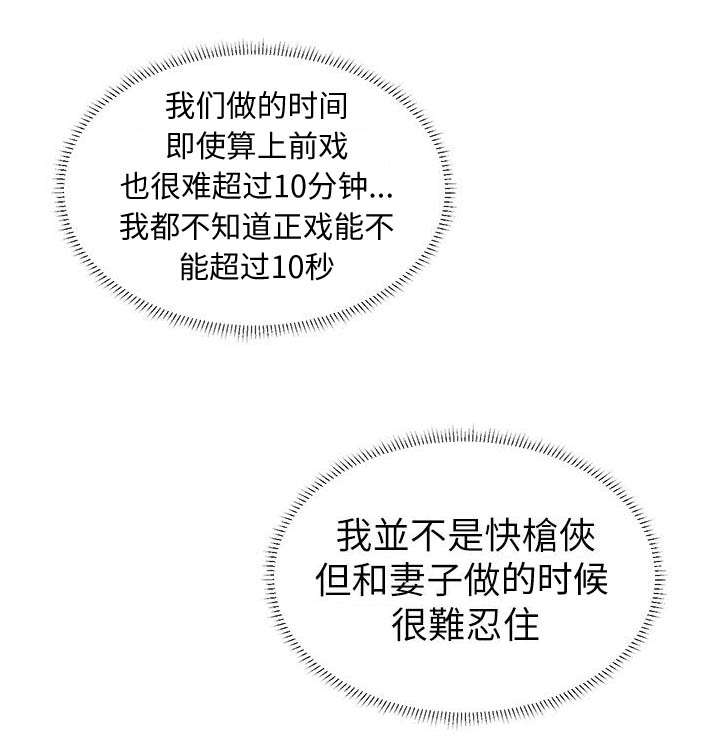 我们做的时间
即使算上前戏
也很难超过10分钟...
我都不知道正戏能不
能超过10秒
我並不是快槍俠
但和妻子做的时候
很難忍住